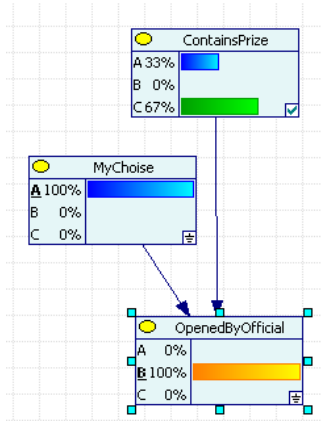 ContainsPrize
A 33%
B 0%
C 67%
MyChoise
A 100%
B 0%
C 0%
OpenedByOfficial
A 0%
B 100%
C 0%